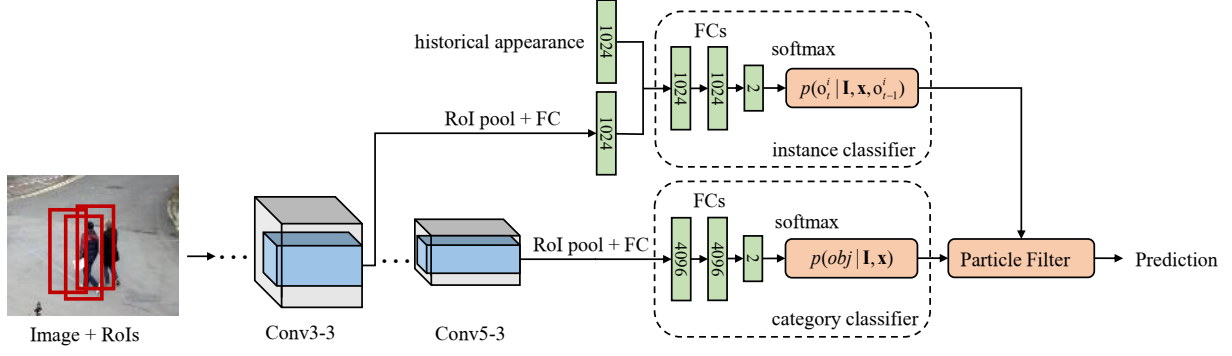 historical appearance
1024
RoI pool + FC
1024
FCs
1024
1024
2
softmax
p(o_t^i | I, x, o_{t-1}^i)
instance classifier
Image + RoIs
Conv3-3
Conv5-3
RoI pool + FC
FCs
4096
4096
2
softmax
p(obj | I, x)
category classifier
Particle Filter
Prediction